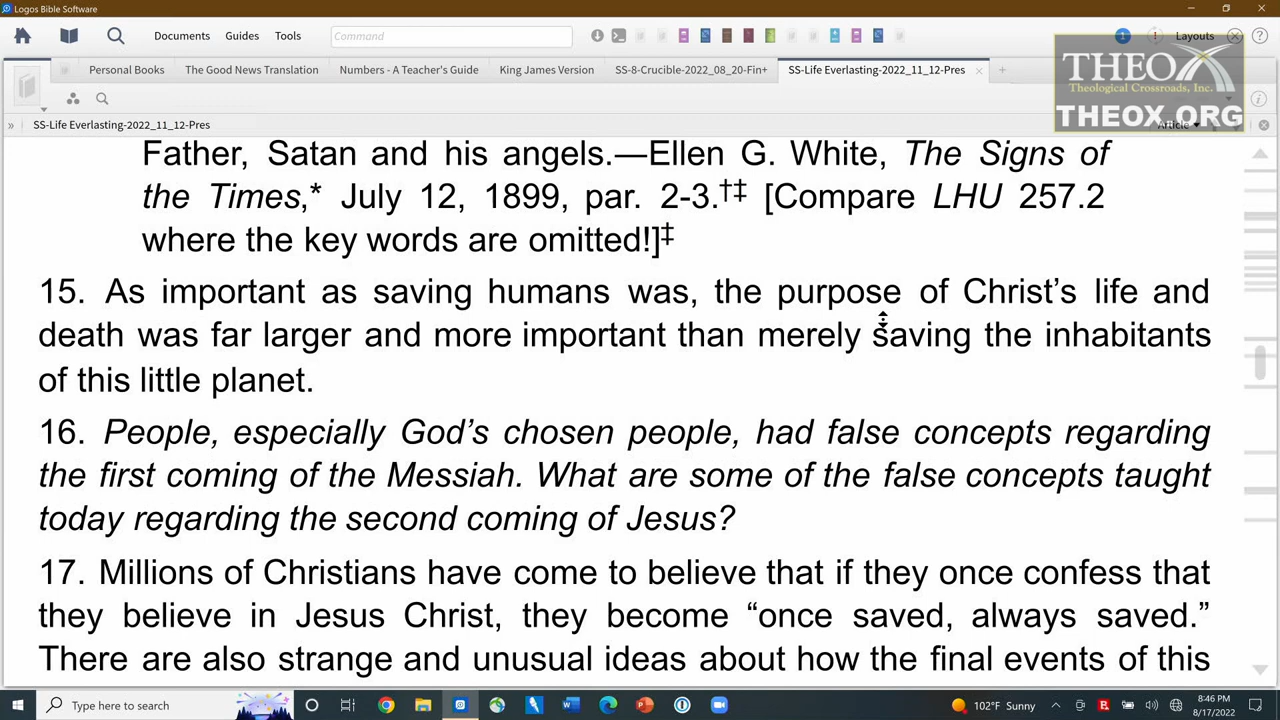 Logos Bible Software
Documents Guides Tools Command 1 Layouts
Personal Books The Good News Translation Numbers - A Teacher's Guide King James Version SS-8-Crucible-2022_08_20-Fin+ SS-Life Everlasting-2022_11_12-Pres
THEOX
Theological Crossroads, Inc.
THEOX.ORG
SS-Life Everlasting-2022_11_12-Pres Article
Father, Satan and his angels.—Ellen G. White, The Signs of
the Times,* July 12, 1899, par. 2-3.†‡ [Compare LHU 257.2
where the key words are omitted!]‡
15. As important as saving humans was, the purpose of Christ's life and
death was far larger and more important than merely saving the inhabitants
of this little planet.
16. People, especially God's chosen people, had false concepts regarding
the first coming of the Messiah. What are some of the false concepts taught
today regarding the second coming of Jesus?
17. Millions of Christians have come to believe that if they once confess that
they believe in Jesus Christ, they become “once saved, always saved.”
There are also strange and unusual ideas about how the final events of this
Type here to search 102°F Sunny 8:46 PM
8/17/2022